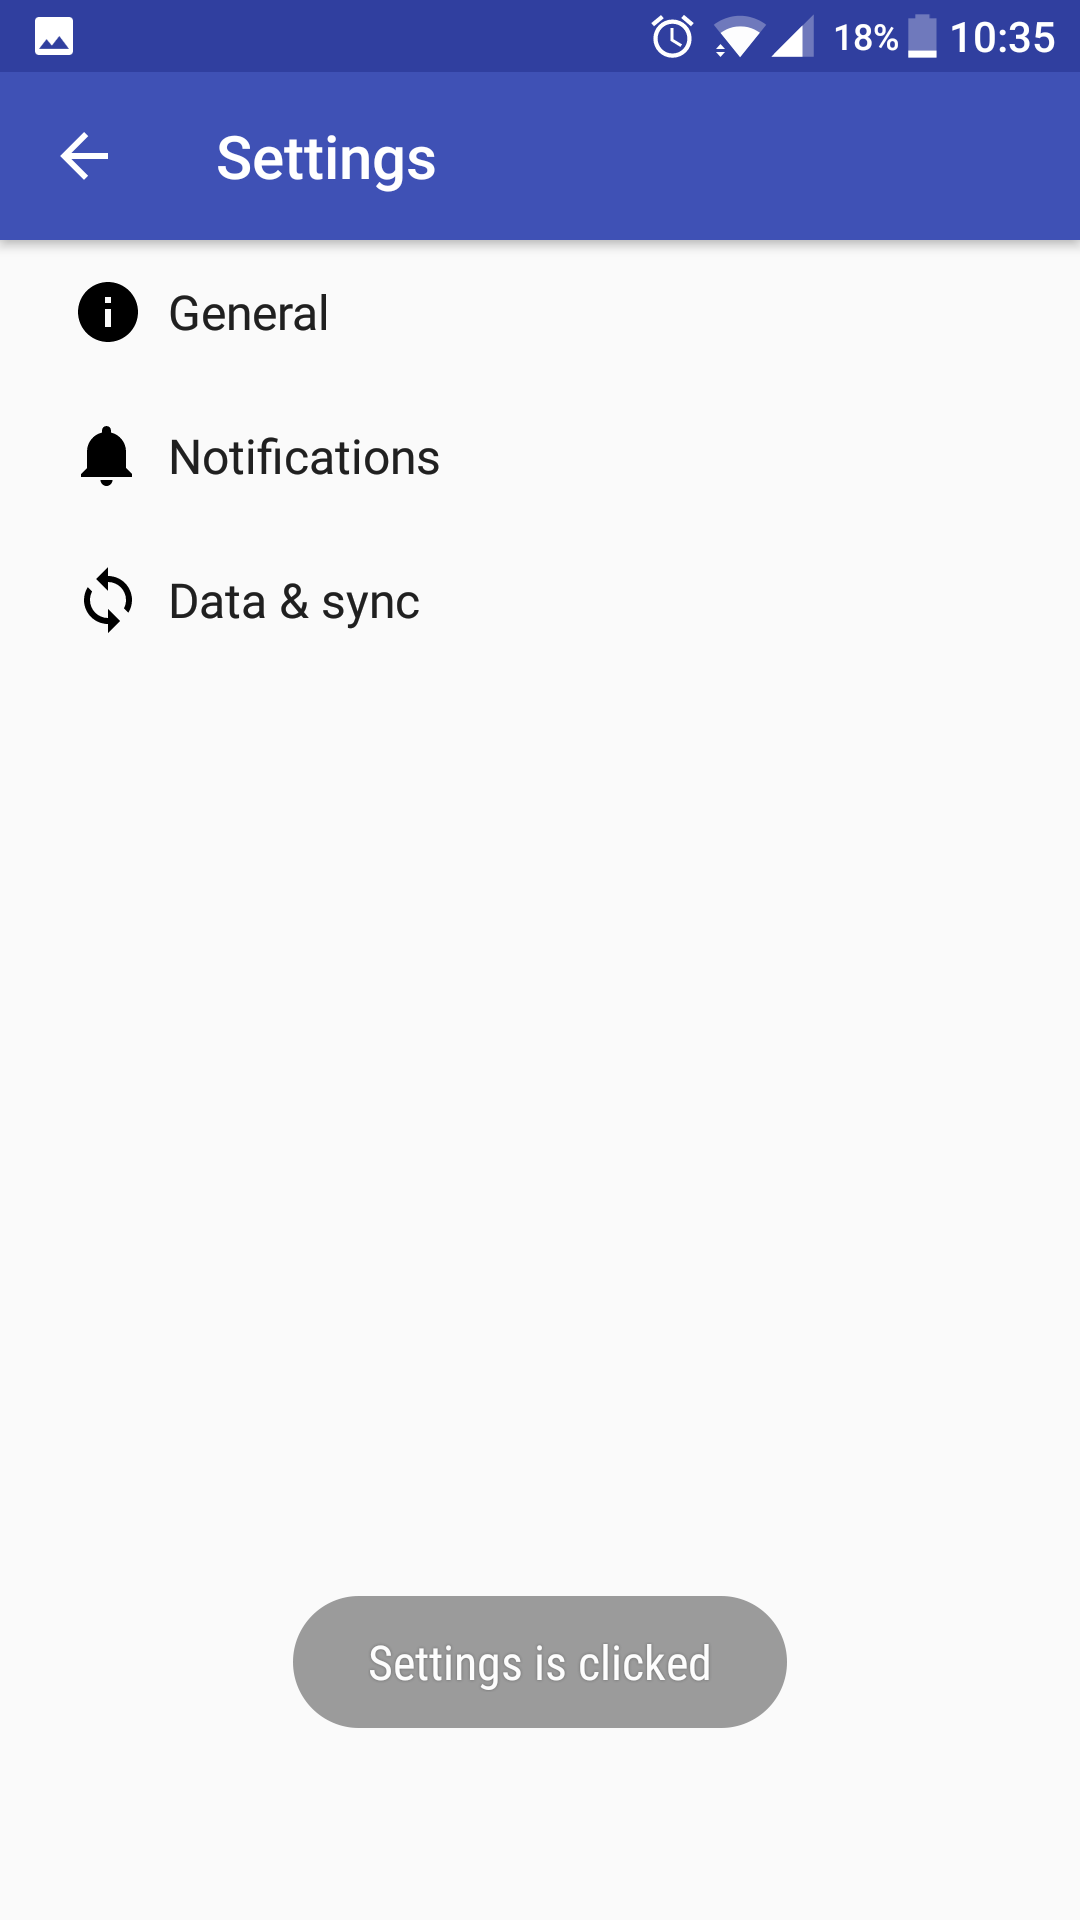 18% 10:35
Settings
General
Notifications
Data & sync
Settings is clicked